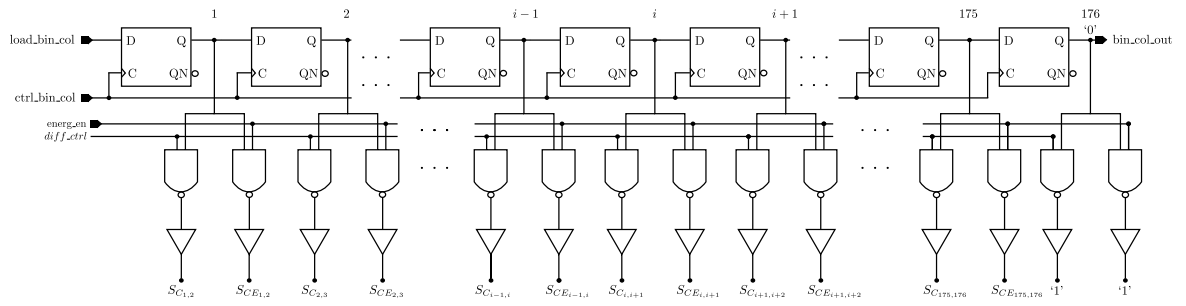 1 2 i − 1 i i + 1 175 176
‘0’
load_bin_col D Q D Q . . . D Q D Q D Q . . . D Q D Q bin_col_out
C QN C QN . . . C QN C QN C QN . . . C QN C QN
ctrl_bin_col
energ_en
diff_ctrl . . . . . .
. . . . . .
S_{C_{1,2}} S_{CE_{1,2}} S_{C_{2,3}} S_{CE_{2,3}} S_{C_{i−1,i}} S_{CE_{i−1,i}} S_{C_{i,i+1}} S_{CE_{i,i+1}} S_{C_{i+1,i+2}} S_{CE_{i+1,i+2}} S_{C_{175,176}} S_{CE_{175,176}} ‘1’ ‘1’